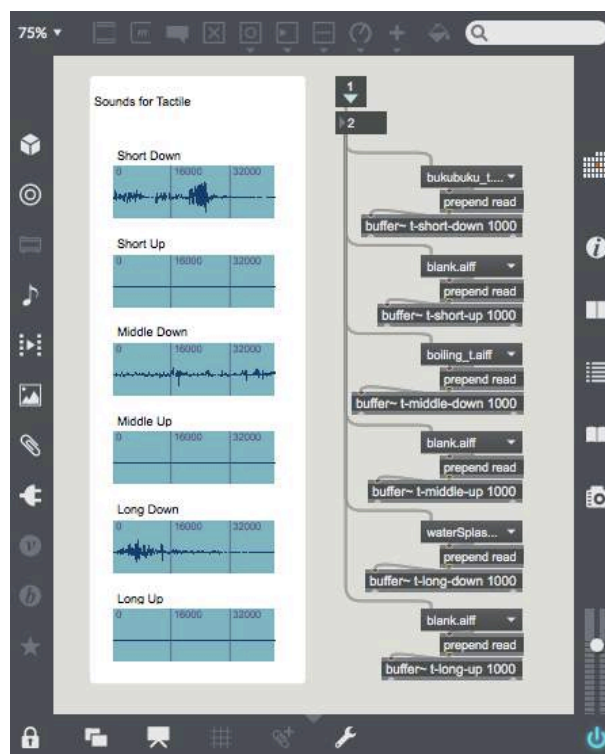 75%
Sounds for Tactile
1
2
Short Down
0 16000 32000
bukubuku_t....
prepend read
buffer~ t-short-down 1000
Short Up
0 16000 32000
blank.aiff
prepend read
buffer~ t-short-up 1000
Middle Down
0 16000 32000
boiling_t.aiff
prepend read
buffer~ t-middle-down 1000
Middle Up
0 16000 32000
blank.aiff
prepend read
buffer~ t-middle-up 1000
Long Down
0 16000 32000
waterSplas...
prepend read
buffer~ t-long-down 1000
Long Up
0 16000 32000
blank.aiff
prepend read
buffer~ t-long-up 1000